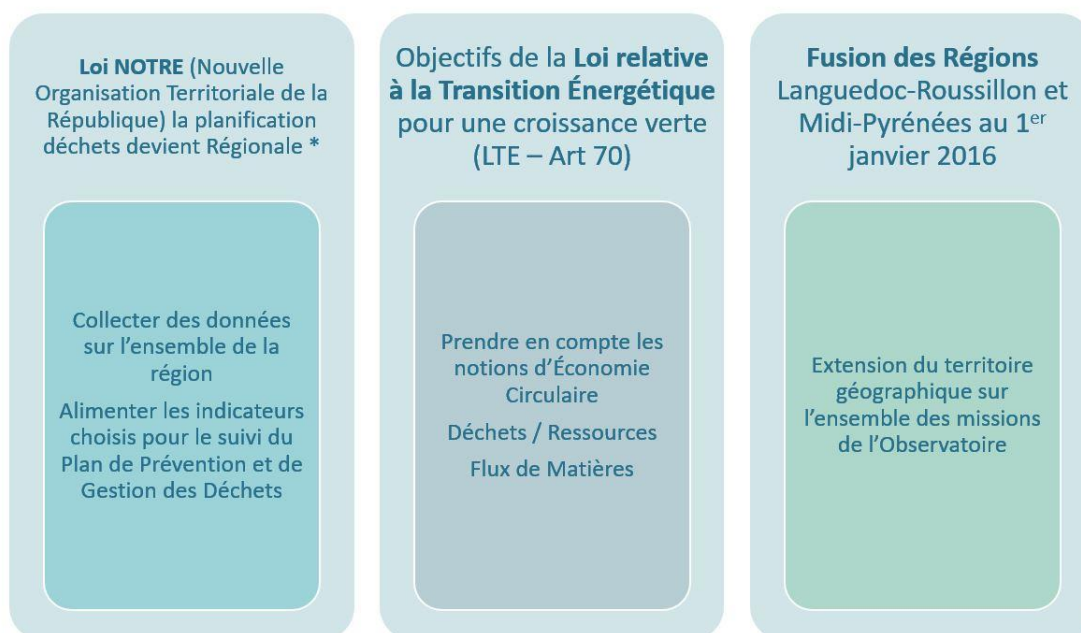 Loi NOTRE (Nouvelle
Organisation Territoriale de la
République) la planification
déchets devient Régionale *
Collecter des données
sur l'ensemble de la
région
Alimenter les indicateurs
choisis pour le suivi du
Plan de Prévention et de
Gestion des Déchets
Objectifs de la Loi relative
à la Transition Énergétique
pour une croissance verte
(LTE – Art 70)
Prendre en compte les
notions d'Économie
Circulaire
Déchets / Ressources
Flux de Matières
Fusion des Régions
Languedoc-Roussillon et
Midi-Pyrénées au 1er
janvier 2016
Extension du territoire
géographique sur
l'ensemble des missions
de l'Observatoire